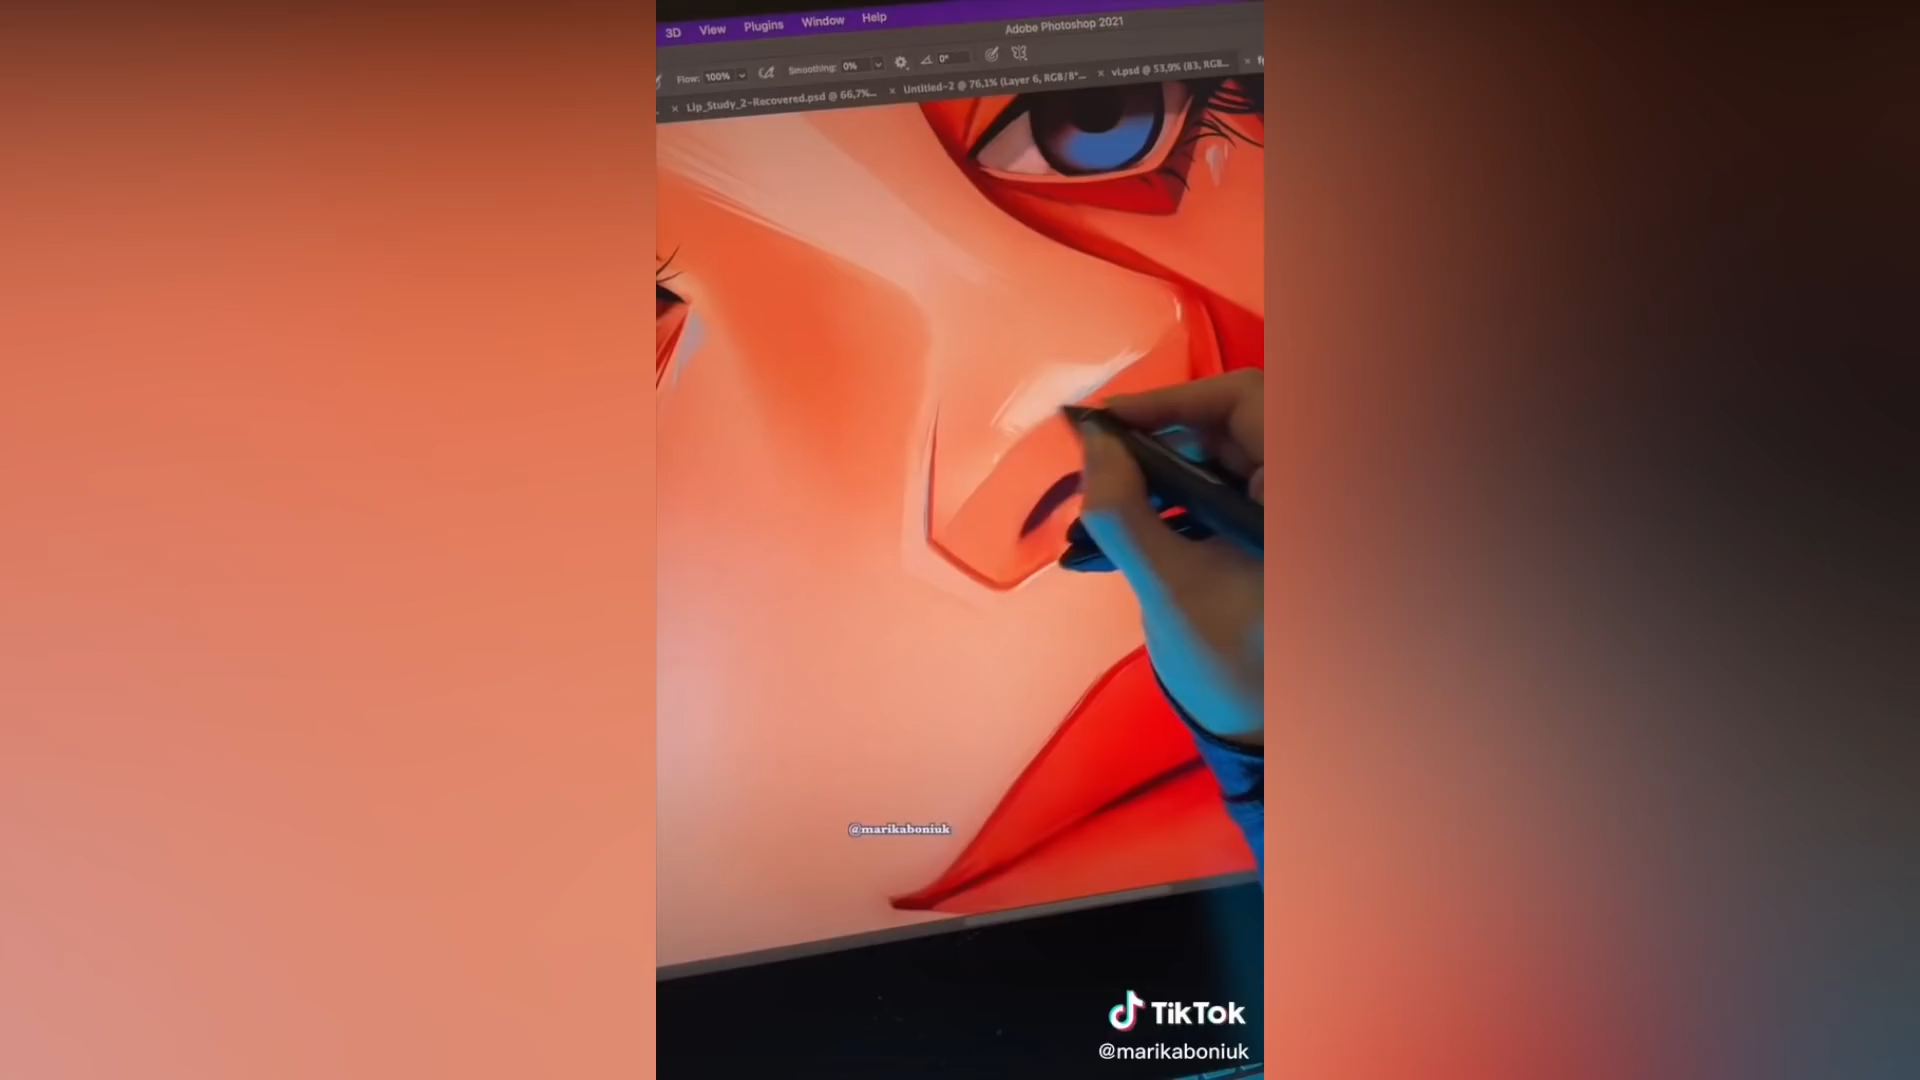 3D View Plugins Window Help
Adobe Photoshop 2021
Flow: 100% Smoothing: 0% 0°
Lip_Study_2-Recovered.psd @ 66,7%...
Untitled-2 @ 76,1% (Layer 6, RGB/8*...
vi.psd @ 53,9% (83, RGB...
@marikaboniuk
TikTok
@marikaboniuk